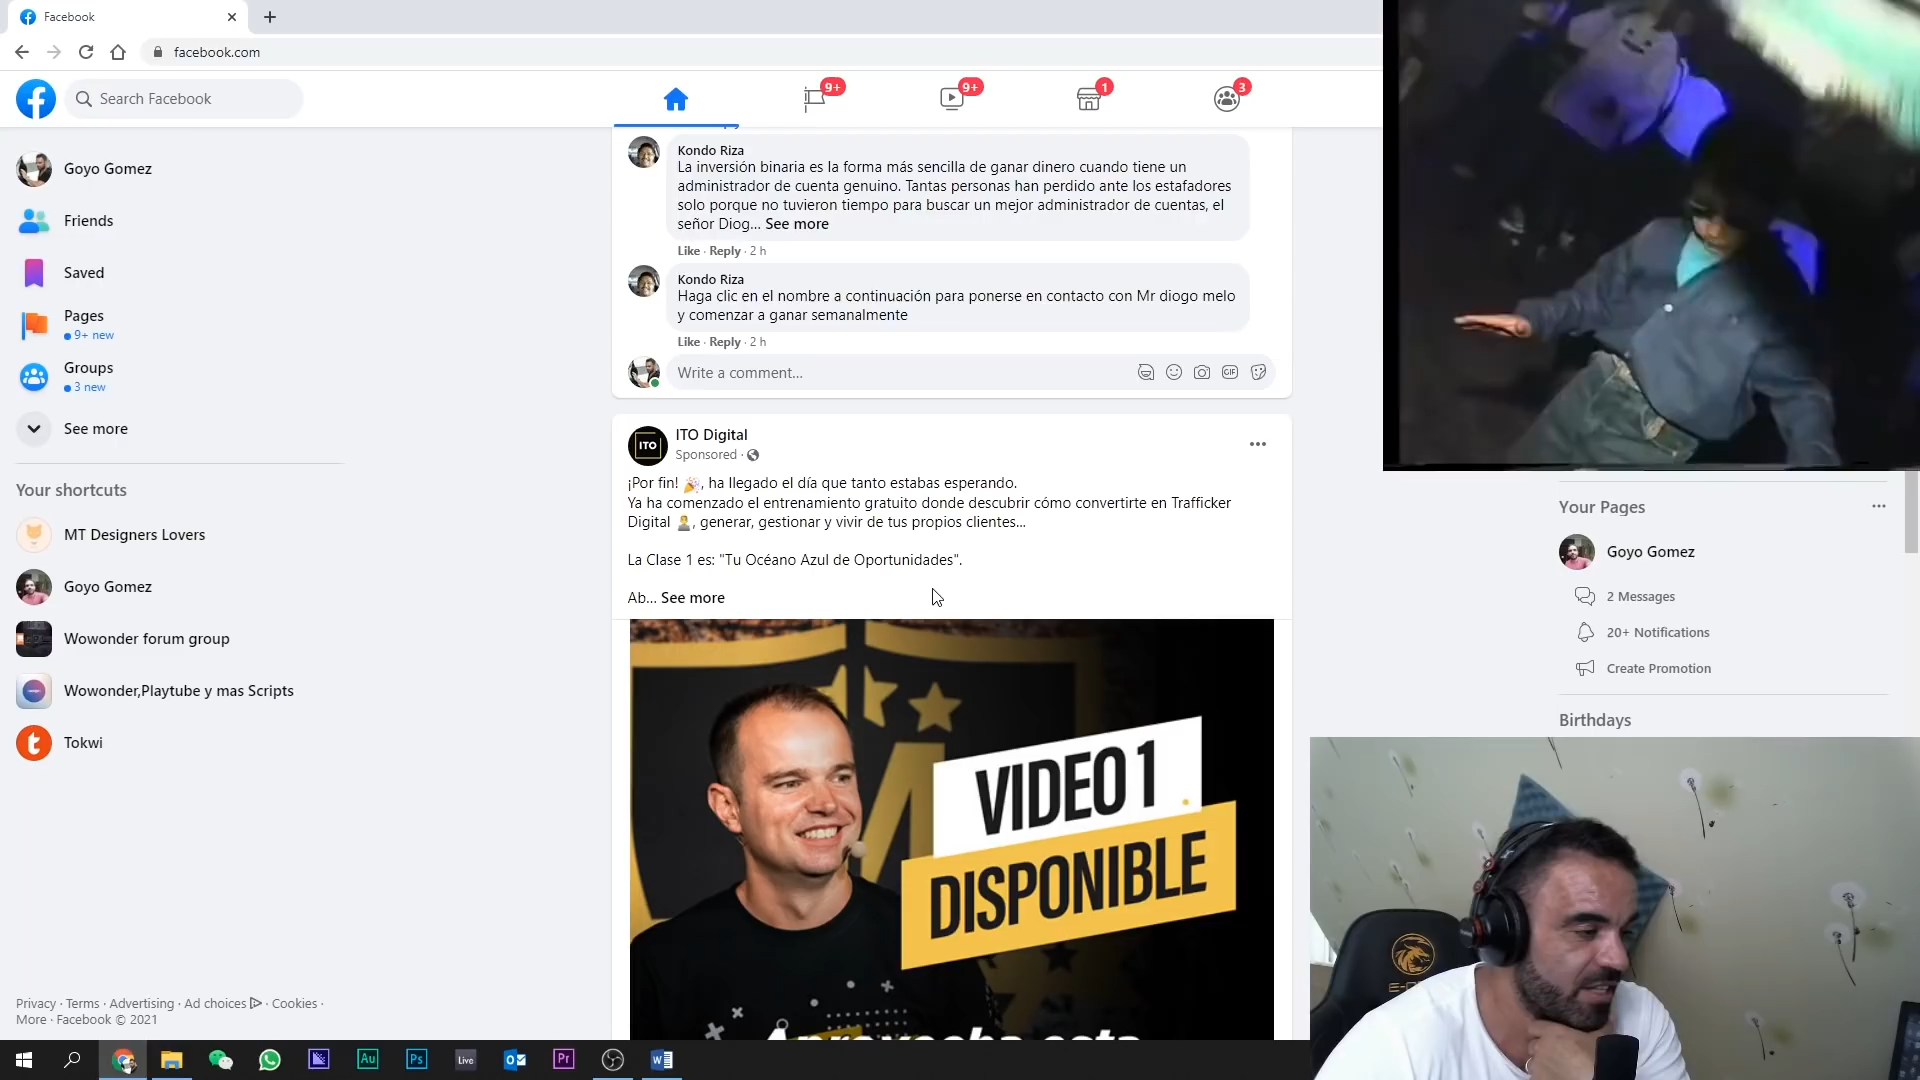 Facebook
facebook.com
Search Facebook
9+
9+
1
3
Goyo Gomez
Friends
Saved
Pages
9+ new
Groups
3 new
See more
Your shortcuts
MT Designers Lovers
Goyo Gomez
Wowonder forum group
Wowonder,Playtube y mas Scripts
Tokwi
Privacy · Terms · Advertising · Ad choices · Cookies ·
More · Facebook © 2021
Kondo Riza
La inversión binaria es la forma más sencilla de ganar dinero cuando tiene un
administrador de cuenta genuino. Tantas personas han perdido ante los estafadores
solo porque no tuvieron tiempo para buscar un mejor administrador de cuentas, el
señor Diog... See more
Like · Reply · 2 h
Kondo Riza
Haga clic en el nombre a continuación para ponerse en contacto con Mr diogo melo
y comenzar a ganar semanalmente
Like · Reply · 2 h
Write a comment...
GIF
ITO
ITO Digital
Sponsored ·
¡Por fin! 🎉, ha llegado el día que tanto estabas esperando.
Ya ha comenzado el entrenamiento gratuito donde descubrir cómo convertirte en Trafficker
Digital 👨‍💼, generar, gestionar y vivir de tus propios clientes...
La Clase 1 es: "Tu Océano Azul de Oportunidades".
Ab... See more
VIDEO 1
DISPONIBLE
Aprovecha esta
Your Pages
Goyo Gomez
2 Messages
20+ Notifications
Create Promotion
Birthdays
Au
Ps
Live
Pr